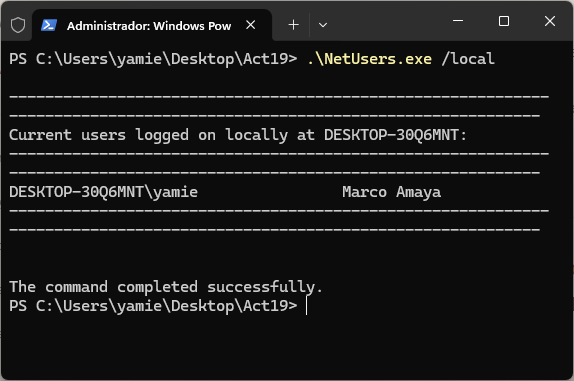 Administrador: Windows Pow
PS C:\Users\yamie\Desktop\Act19> .\NetUsers.exe /local
------------------------------------------------------------
-----------------------------------------------------------
Current users logged on locally at DESKTOP-30Q6MNT:
------------------------------------------------------------
-----------------------------------------------------------
DESKTOP-30Q6MNT\yamie                Marco Amaya
------------------------------------------------------------
-----------------------------------------------------------
The command completed successfully.
PS C:\Users\yamie\Desktop\Act19>